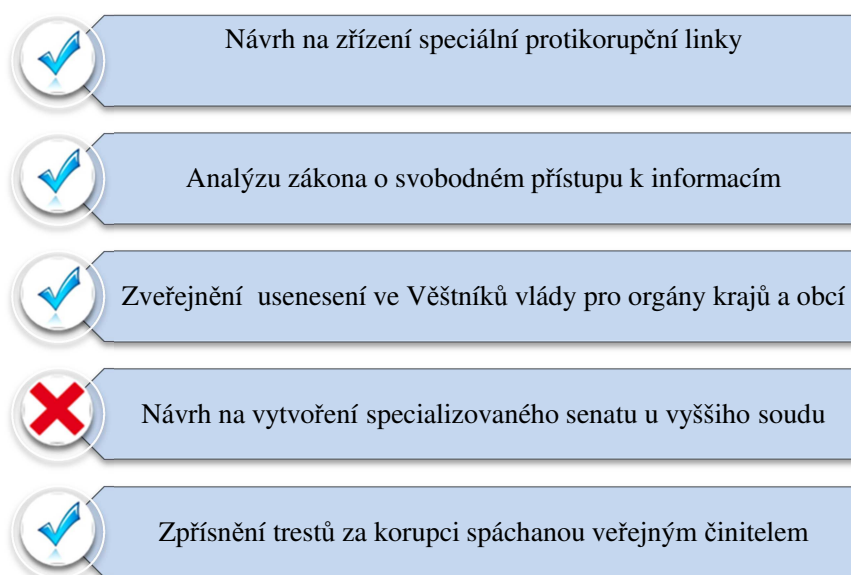 Návrh na zřízení speciální protikorupční linky
Analýzu zákona o svobodném přístupu k informacím
Zveřejnění usenesení ve Věštníků vlády pro orgány krajů a obcí
Návrh na vytvoření specializovaného senatu u vyššiho soudu
Zpřísnění trestů za korupci spáchanou veřejným činitelem